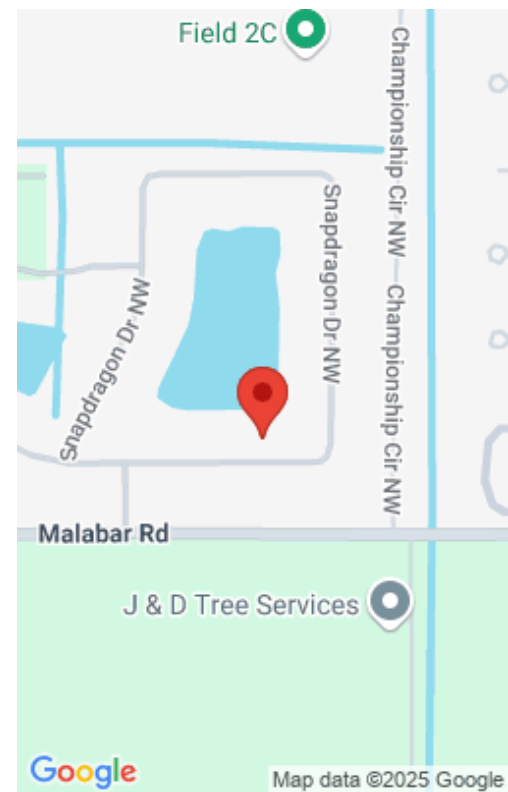 Field 2C
Championship Cir NW
Snapdragon Dr NW
Snapdragon Dr NW
Championship Cir NW
Malabar Rd
J & D Tree Services
Google
Map data ©2025 Google